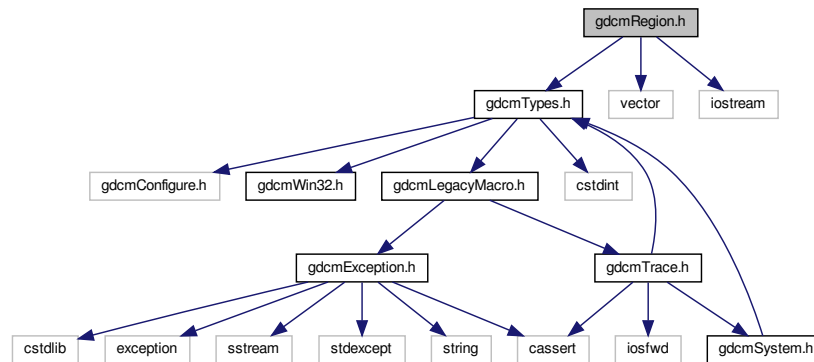 gdcmRegion.h
gdcmTypes.h
vector
iostream
gdcmConfigure.h
gdcmWin32.h
gdcmLegacyMacro.h
cstdint
gdcmException.h
gdcmTrace.h
cstdlib
exception
sstream
stdexcept
string
cassert
iosfwd
gdcmSystem.h